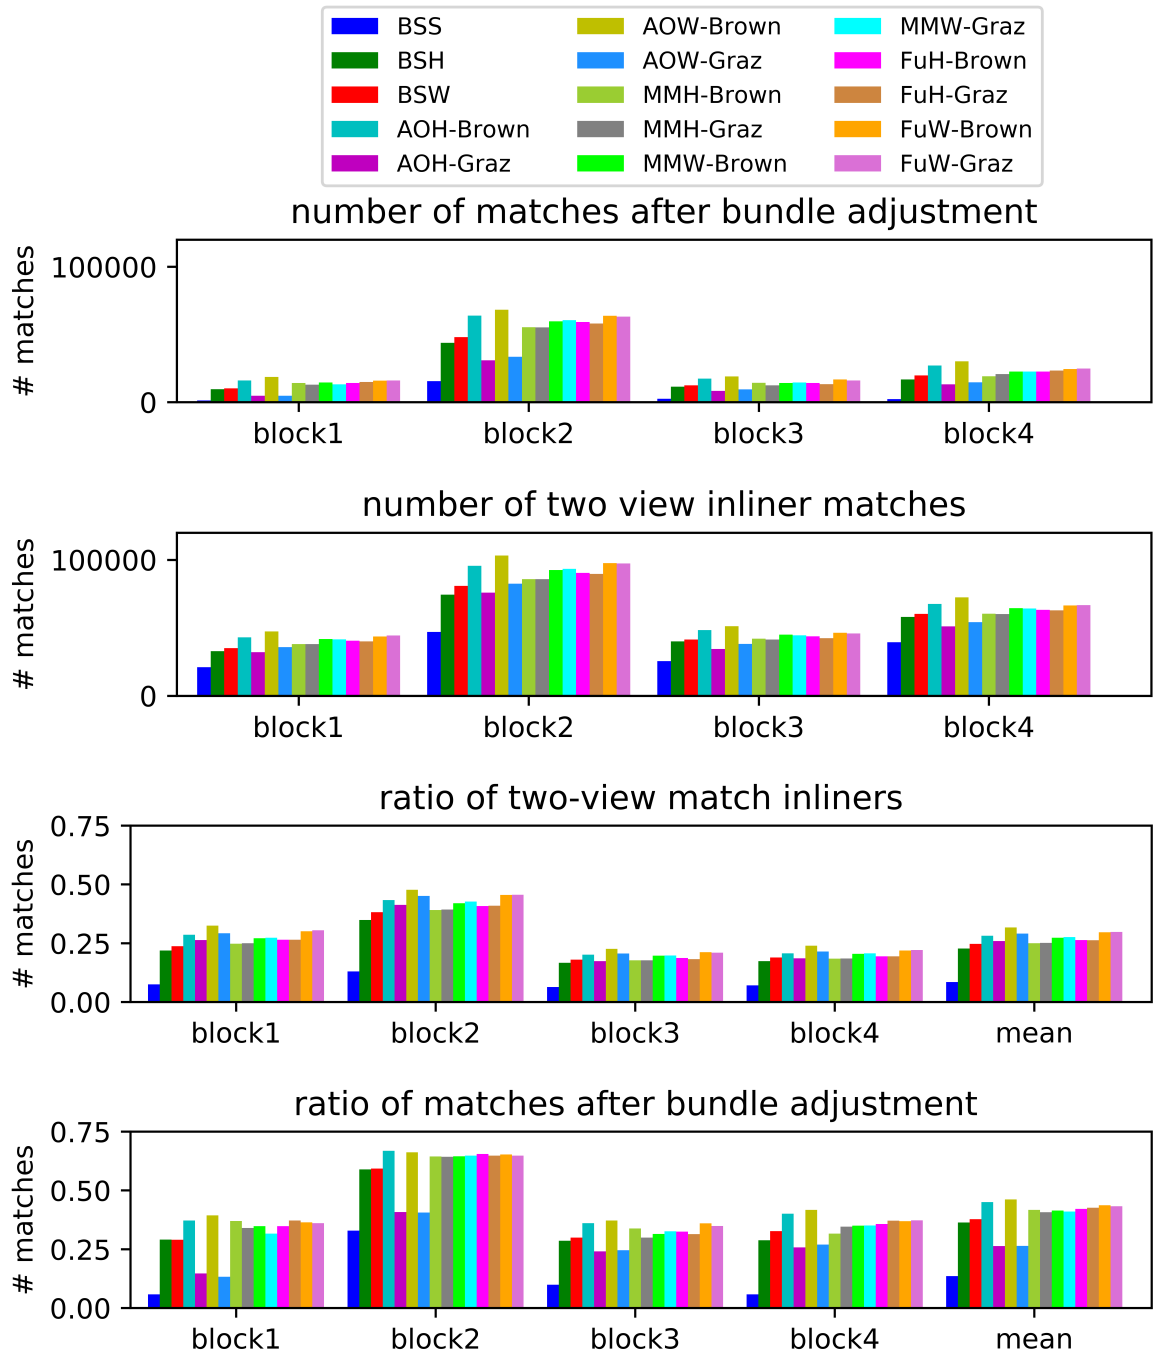 BSS
BSH
BSW
AOH-Brown
AOH-Graz
AOW-Brown
AOW-Graz
MMH-Brown
MMH-Graz
MMW-Brown
MMW-Graz
FuH-Brown
FuH-Graz
FuW-Brown
FuW-Graz
number of matches after bundle adjustment
# matches
100000
0
block1 block2 block3 block4
number of two view inliner matches
# matches
100000
0
block1 block2 block3 block4
ratio of two-view match inliners
# matches
0.75
0.50
0.25
0.00
block1 block2 block3 block4 mean
ratio of matches after bundle adjustment
# matches
0.75
0.50
0.25
0.00
block1 block2 block3 block4 mean